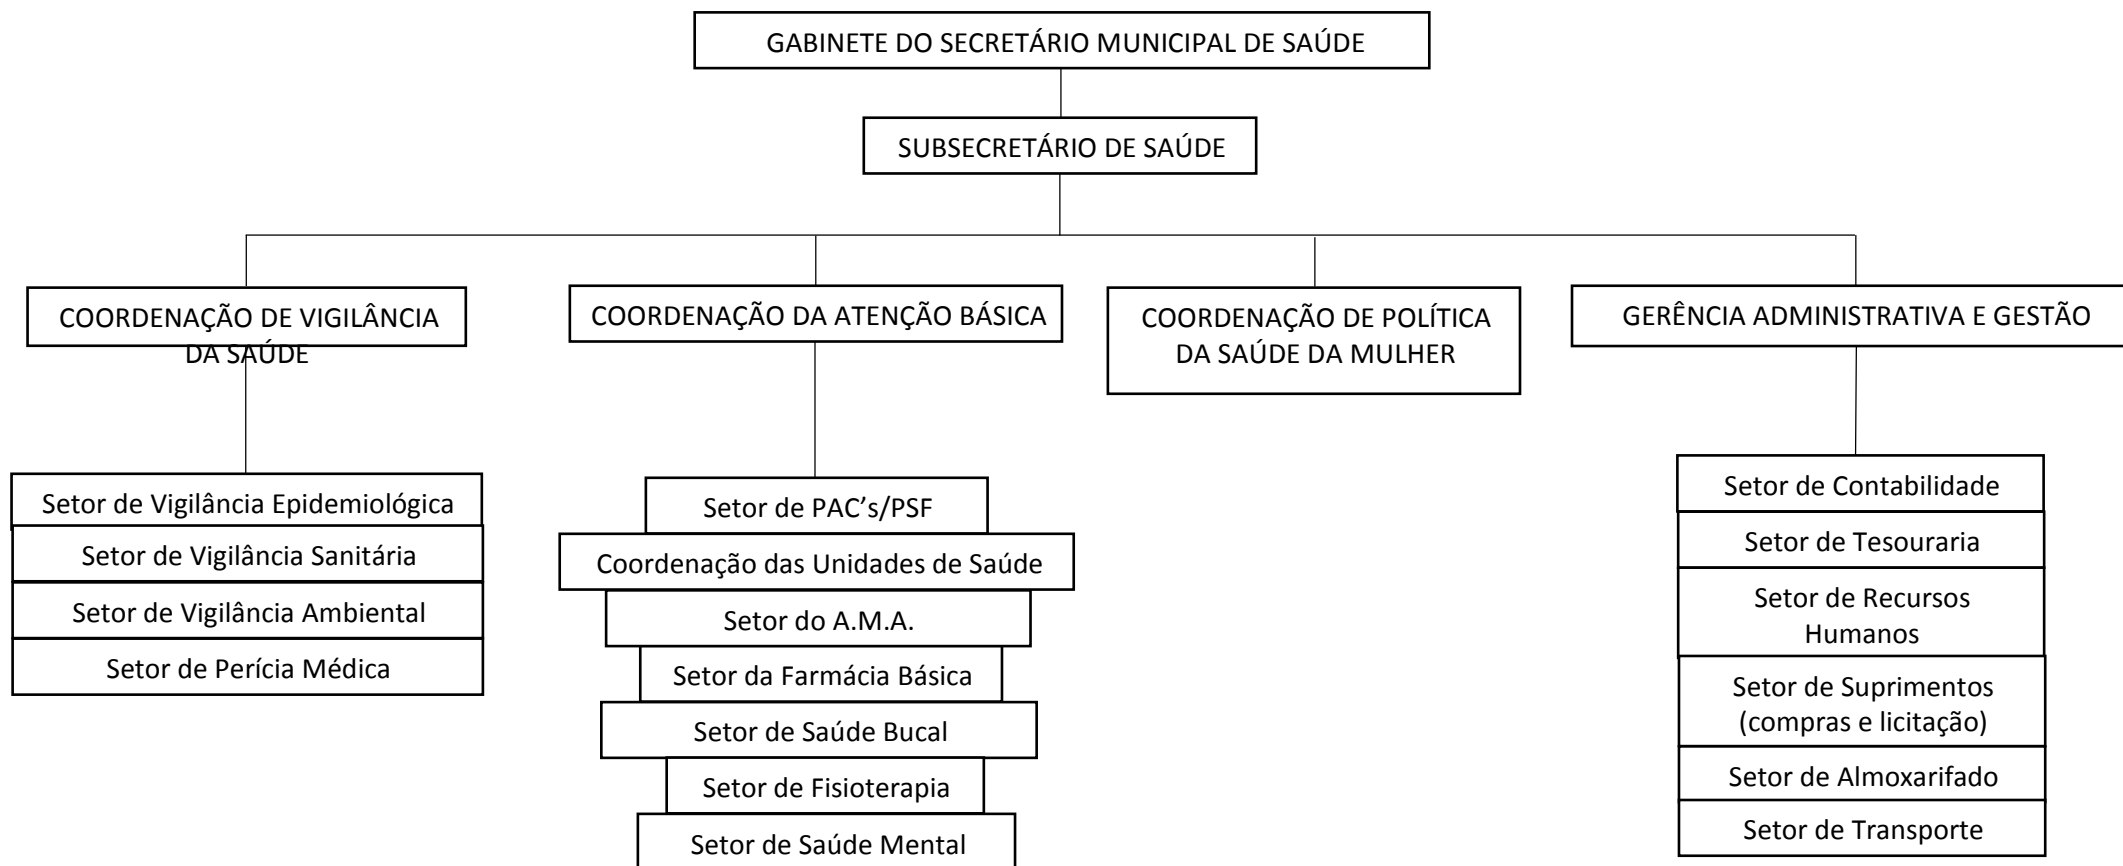 GABINETE DO SECRETÁRIO MUNICIPAL DE SAÚDE
SUBSECRETÁRIO DE SAÚDE
COORDENAÇÃO DE VIGILÂNCIA
DA SAÚDE
COORDENAÇÃO DA ATENÇÃO BÁSICA
COORDENAÇÃO DE POLÍTICA
DA SAÚDE DA MULHER
GERÊNCIA ADMINISTRATIVA E GESTÃO
Setor de Vigilância Epidemiológica
Setor de Vigilância Sanitária
Setor de Vigilância Ambiental
Setor de Perícia Médica
Setor de PAC’s/PSF
Coordenação das Unidades de Saúde
Setor do A.M.A.
Setor da Farmácia Básica
Setor de Saúde Bucal
Setor de Fisioterapia
Setor de Saúde Mental
Setor de Contabilidade
Setor de Tesouraria
Setor de Recursos
Humanos
Setor de Suprimentos
(compras e licitação)
Setor de Almoxarifado
Setor de Transporte